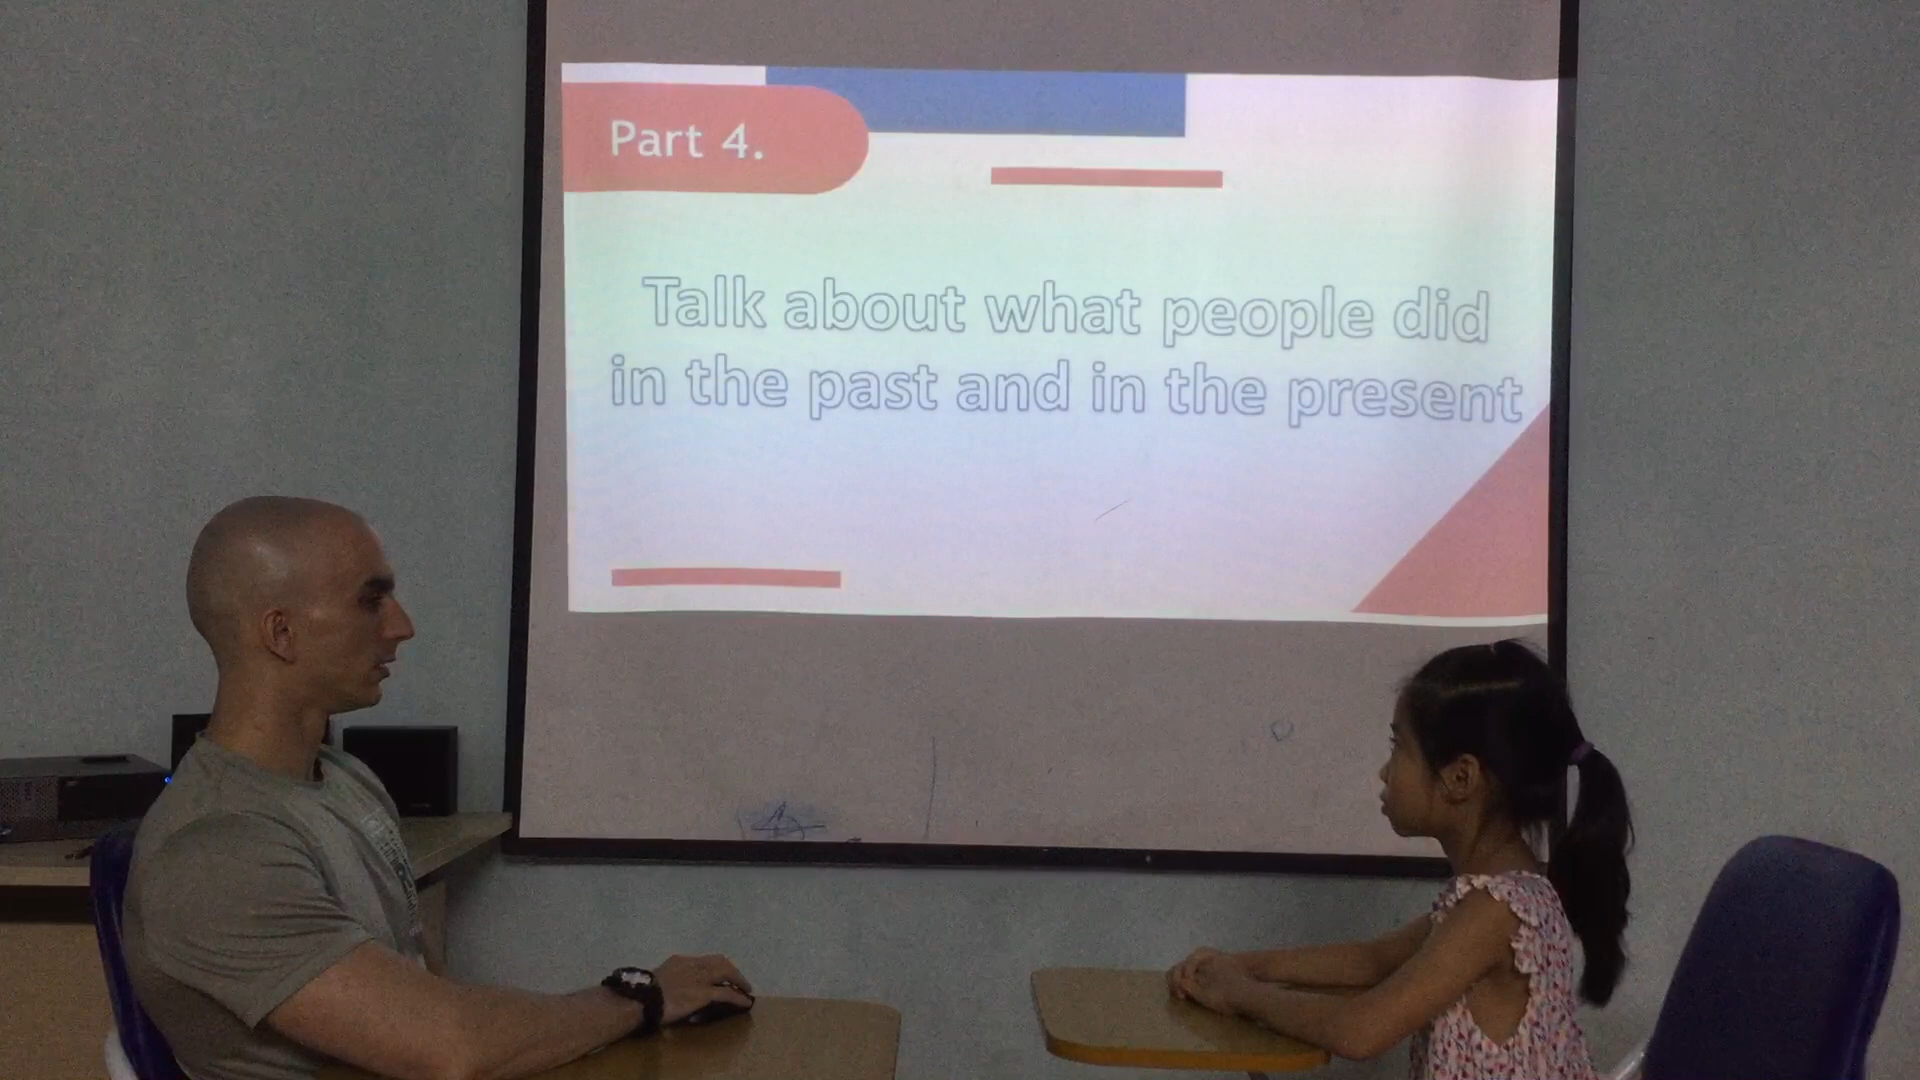 Part 4.
Talk about what people did
in the past and in the present